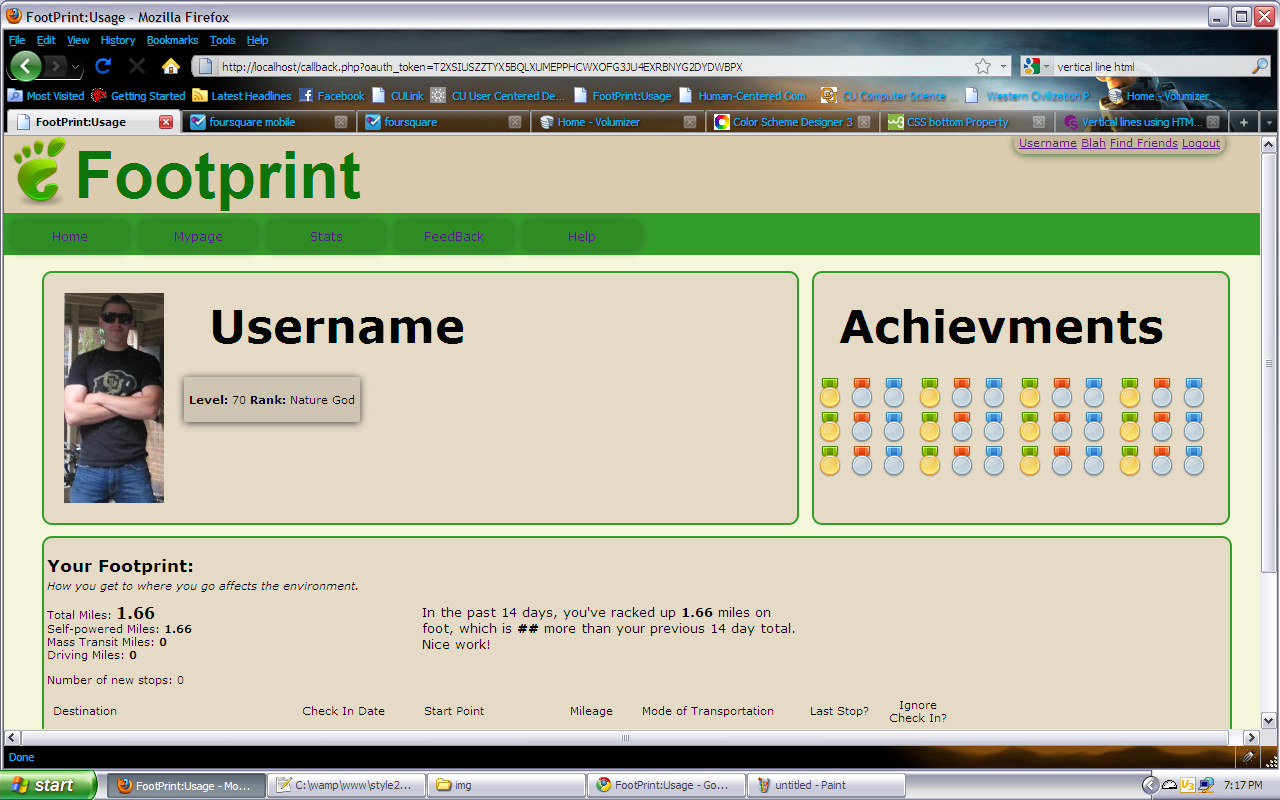 FootPrint:Usage - Mozilla Firefox
File Edit View History Bookmarks Tools Help
http://localhost/callback.php?oauth_token=T2XSIUSZZTYX5BQLXUMEPPHCWXOFG3JU4EXRBNYG2DYDWBPX vertical line html
Most Visited Getting Started Latest Headlines Facebook CULink CU User Centered De... FootPrint:Usage Human-Centered Com... CU Computer Science ... Western Civilization P... Home - Volumizer
FootPrint:Usage foursquare mobile foursquare Home - Volumizer Color Scheme Designer 3 CSS bottom Property Vertical lines using HTM...
Username Blah Find Friends Logout
Footprint
Home Mypage Stats FeedBack Help
Username
Level: 70 Rank: Nature God
Achievments
Your Footprint:
How you get to where you go affects the environment.
Total Miles: 1.66
Self-powered Miles: 1.66
Mass Transit Miles: 0
Driving Miles: 0
Number of new stops: 0
In the past 14 days, you've racked up 1.66 miles on
foot, which is ## more than your previous 14 day total.
Nice work!
Destination Check In Date Start Point Mileage Mode of Transportation Last Stop? Ignore
Check In?
Done
start FootPrint:Usage - Mo... C:\wamp\www\style2... img FootPrint:Usage - Go... untitled - Paint 7:17 PM